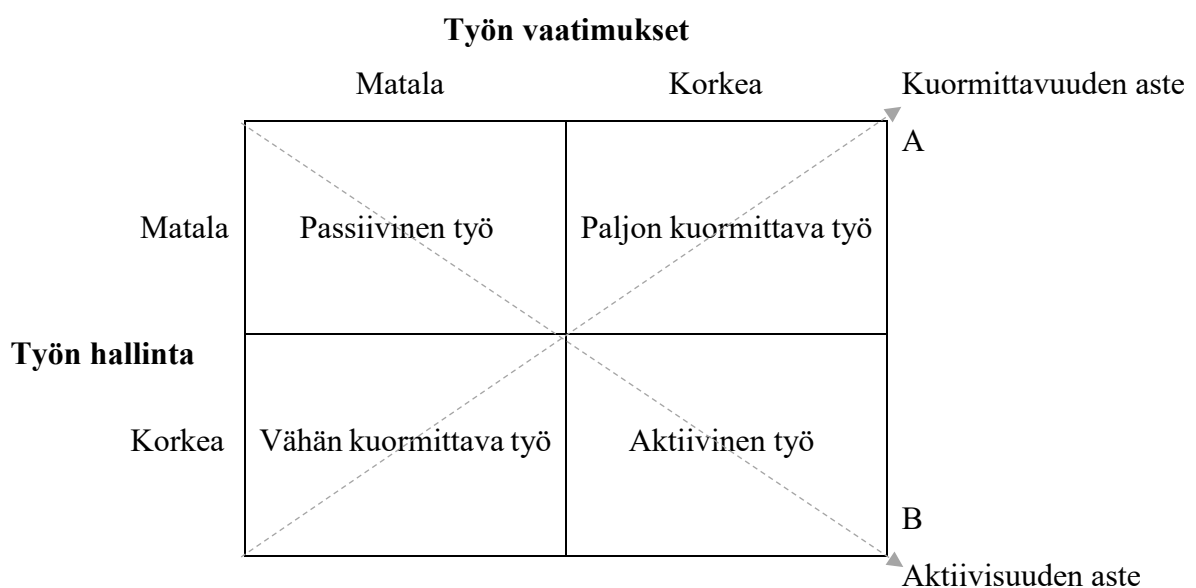 Työn vaatimukset
Matala
Korkea
Kuormittavuuden aste
A
Matala
Passiivinen työ
Paljon kuormittava työ
Työn hallinta
Korkea
Vähän kuormittava työ
Aktiivinen työ
B
Aktiivisuuden aste